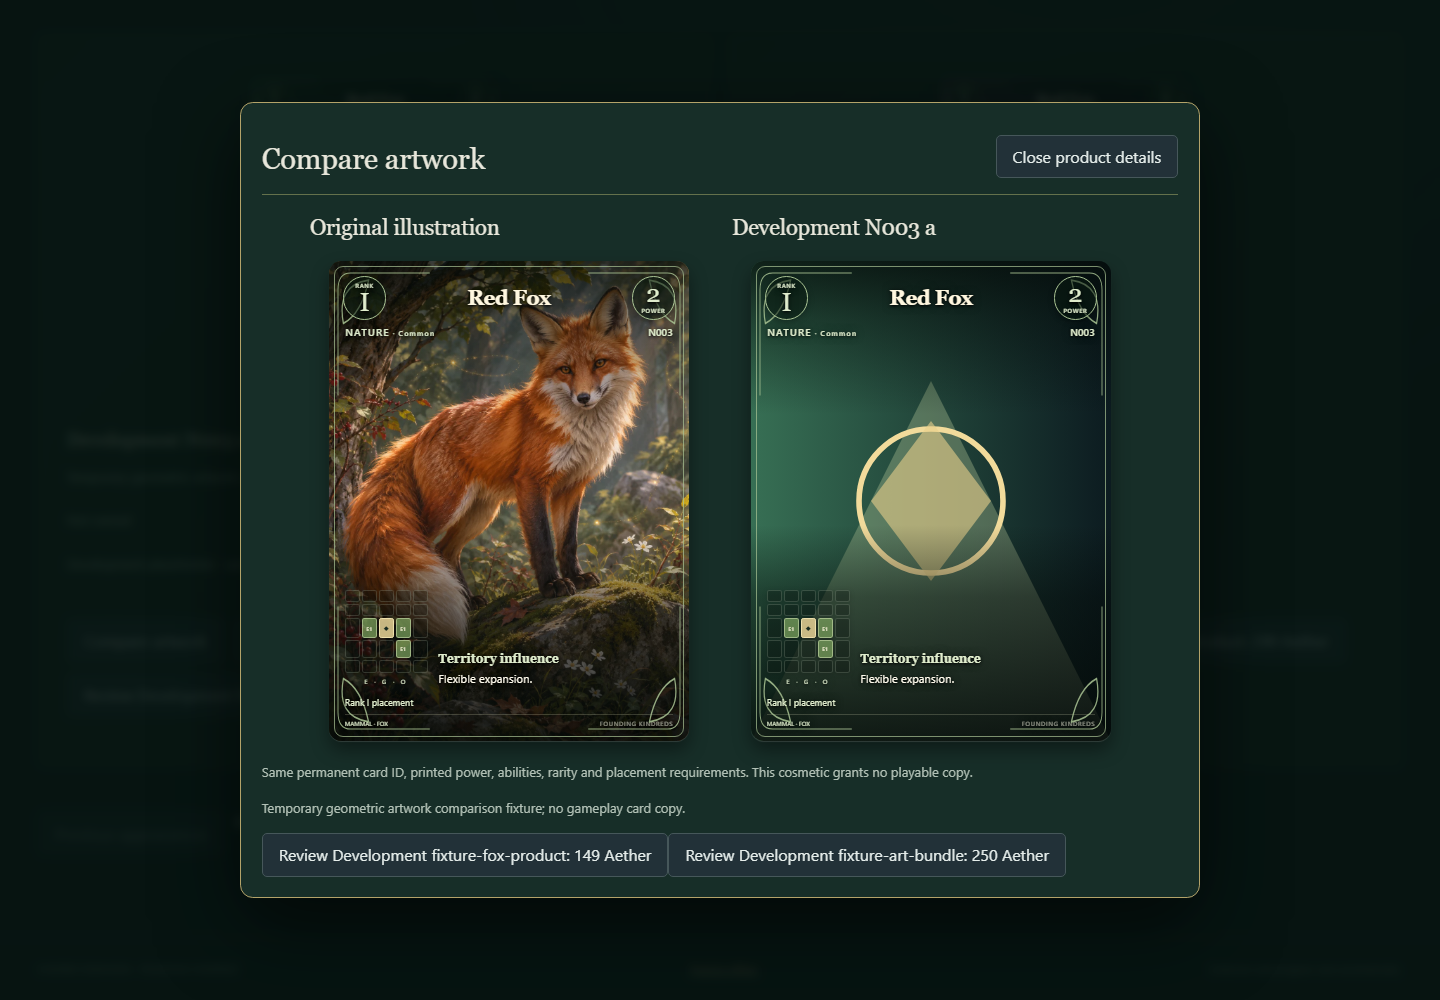 Compare artwork
Close product details
Original illustration
Development N003 a
RANK
I
Red Fox
2
POWER
NATURE · Common
N003
E · G · O
Territory influence
Flexible expansion.
Rank I placement
MAMMAL · FOX
FOUNDING KINDREDS
RANK
I
Red Fox
2
POWER
NATURE · Common
N003
E · G · O
Territory influence
Flexible expansion.
Rank I placement
MAMMAL · FOX
FOUNDING KINDREDS
Same permanent card ID, printed power, abilities, rarity and placement requirements. This cosmetic grants no playable copy.
Temporary geometric artwork comparison fixture; no gameplay card copy.
Review Development fixture-fox-product: 149 Aether
Review Development fixture-art-bundle: 250 Aether